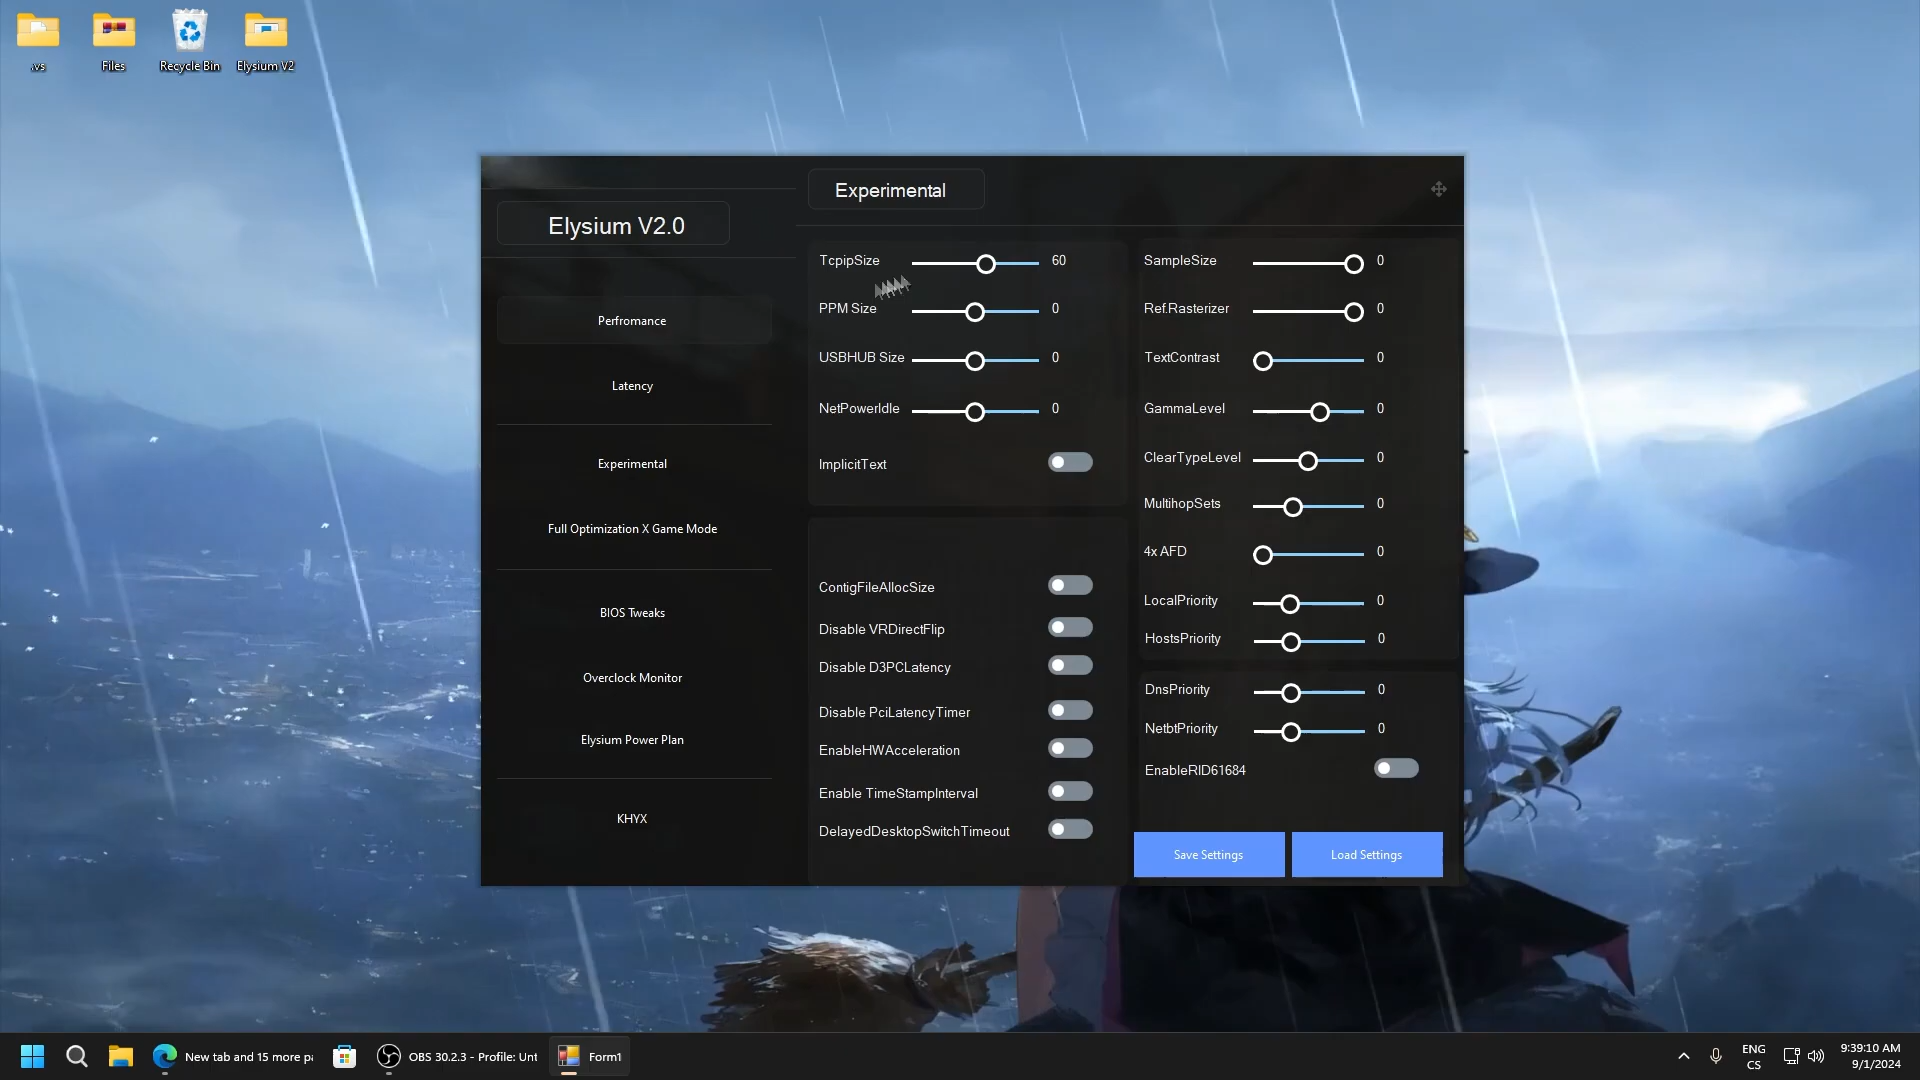 .vs
Files
Recycle Bin
Elysium V2
Elysium V2.0
Perfromance
Latency
Experimental
Full Optimization X Game Mode
BIOS Tweaks
Overclock Monitor
Elysium Power Plan
KHYX
Experimental
TcpipSize 60
PPM Size 0
USBHUB Size 0
NetPowerIdle 0
ImplicitText
ContigFileAllocSize
Disable VRDirectFlip
Disable D3PCLatency
Disable PciLatencyTimer
EnableHWAcceleration
Enable TimeStampInterval
DelayedDesktopSwitchTimeout
SampleSize 0
Ref.Rasterizer 0
TextContrast 0
GammaLevel 0
ClearTypeLevel 0
MultihopSets 0
4x AFD 0
LocalPriority 0
HostsPriority 0
DnsPriority 0
NetbtPriority 0
EnableRID61684
Save Settings
Load Settings
New tab and 15 more pa
OBS 30.2.3 - Profile: Unt
Form1
ENG
CS
9:39:10 AM
9/1/2024